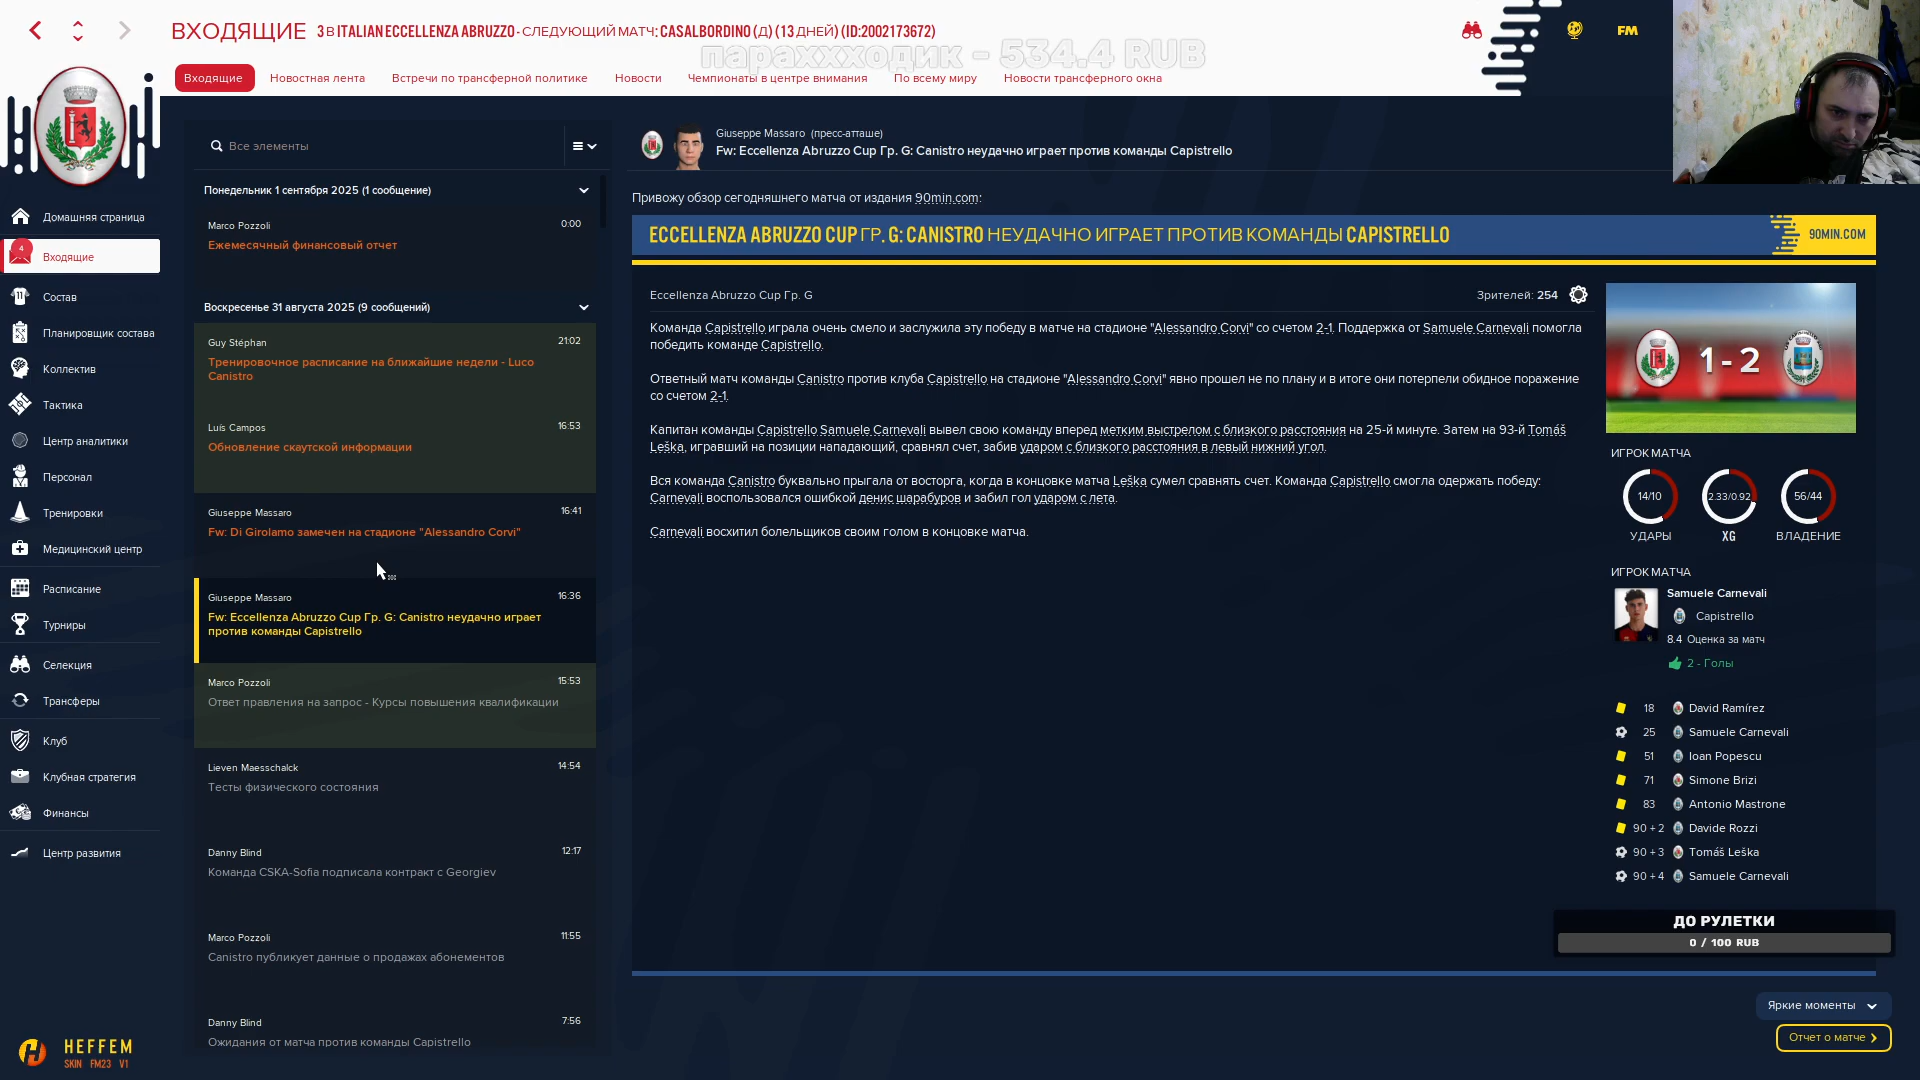 ВХОДЯЩИЕ
3 В ITALIAN ECCELLENZA ABRUZZO - СЛЕДУЮЩИЙ МАТЧ: CASALBORDINO (Д) (13 ДНЕЙ) (ID:2002173672)
FM
параххходик - 534.4 RUB
Входящие
Новостная лента
Встречи по трансферной политике
Новости
Чемпионаты в центре внимания
По всему миру
Новости трансферного окна
Домашняя страница
4
Входящие
11
Состав
Планировщик состава
Коллектив
Тактика
Центр аналитики
Персонал
Тренировки
Медицинский центр
Расписание
Турниры
Селекция
Трансферы
Клуб
Клубная стратегия
Финансы
Центр развития
HEFFEM
SKIN FM23 V1
Все элементы
Понедельник 1 сентября 2025 (1 сообщение)
Marco Pozzoli 0:00
Ежемесячный финансовый отчет
Воскресенье 31 августа 2025 (9 сообщений)
Guy Stéphan 21:02
Тренировочное расписание на ближайшие недели - Luco
Canistro
Luís Campos 16:53
Обновление скаутской информации
Giuseppe Massaro 16:41
Fw: Di Girolamo замечен на стадионе "Alessandro Corvi"
Giuseppe Massaro 16:36
Fw: Eccellenza Abruzzo Cup Гр. G: Canistro неудачно играет
против команды Capistrello
Marco Pozzoli 15:53
Ответ правления на запрос - Курсы повышения квалификации
Lieven Maesschalck 14:54
Тесты физического состояния
Danny Blind 12:17
Команда CSKA-Sofia подписала контракт с Georgiev
Marco Pozzoli 11:55
Canistro публикует данные о продажах абонементов
Danny Blind 7:56
Ожидания от матча против команды Capistrello
Giuseppe Massaro (пресс-атташе)
Fw: Eccellenza Abruzzo Cup Гр. G: Canistro неудачно играет против команды Capistrello
Привожу обзор сегодняшнего матча от издания 90min.com:
ECCELLENZA ABRUZZO CUP ГР. G: CANISTRO НЕУДАЧНО ИГРАЕТ ПРОТИВ КОМАНДЫ CAPISTRELLO
90MIN.COM
Eccellenza Abruzzo Cup Гр. G
Зрителей: 254
Команда Capistrello играла очень смело и заслужила эту победу в матче на стадионе "Alessandro Corvi" со счетом 2-1. Поддержка от Samuele Carnevali помогла
победить команде Capistrello.
Ответный матч команды Canistro против клуба Capistrello на стадионе "Alessandro Corvi" явно прошел не по плану и в итоге они потерпели обидное поражение
со счетом 2-1.
Капитан команды Capistrello Samuele Carnevali вывел свою команду вперед метким выстрелом с близкого расстояния на 25-й минуте. Затем на 93-й Tomáš
Leška, игравший на позиции нападающий, сравнял счет, забив ударом с близкого расстояния в левый нижний угол.
Вся команда Canistro буквально прыгала от восторга, когда в концовке матча Leška сумел сравнять счет. Команда Capistrello смогла одержать победу:
Carnevali воспользовался ошибкой денис шарабуров и забил гол ударом с лета.
Carnevali восхитил болельщиков своим голом в концовке матча.
1 - 2
ИГРОК МАТЧА
14/10
2.33/0.92
56/44
УДАРЫ
XG
ВЛАДЕНИЕ
ИГРОК МАТЧА
Samuele Carnevali
Capistrello
8.4 Оценка за матч
2 - Голы
18 David Ramírez
25 Samuele Carnevali
51 Ioan Popescu
71 Simone Brizi
83 Antonio Mastrone
90 + 2 Davide Rozzi
90 + 3 Tomáš Leška
90 + 4 Samuele Carnevali
ДО РУЛЕТКИ
0 / 100 RUB
Яркие моменты
Отчет о матче